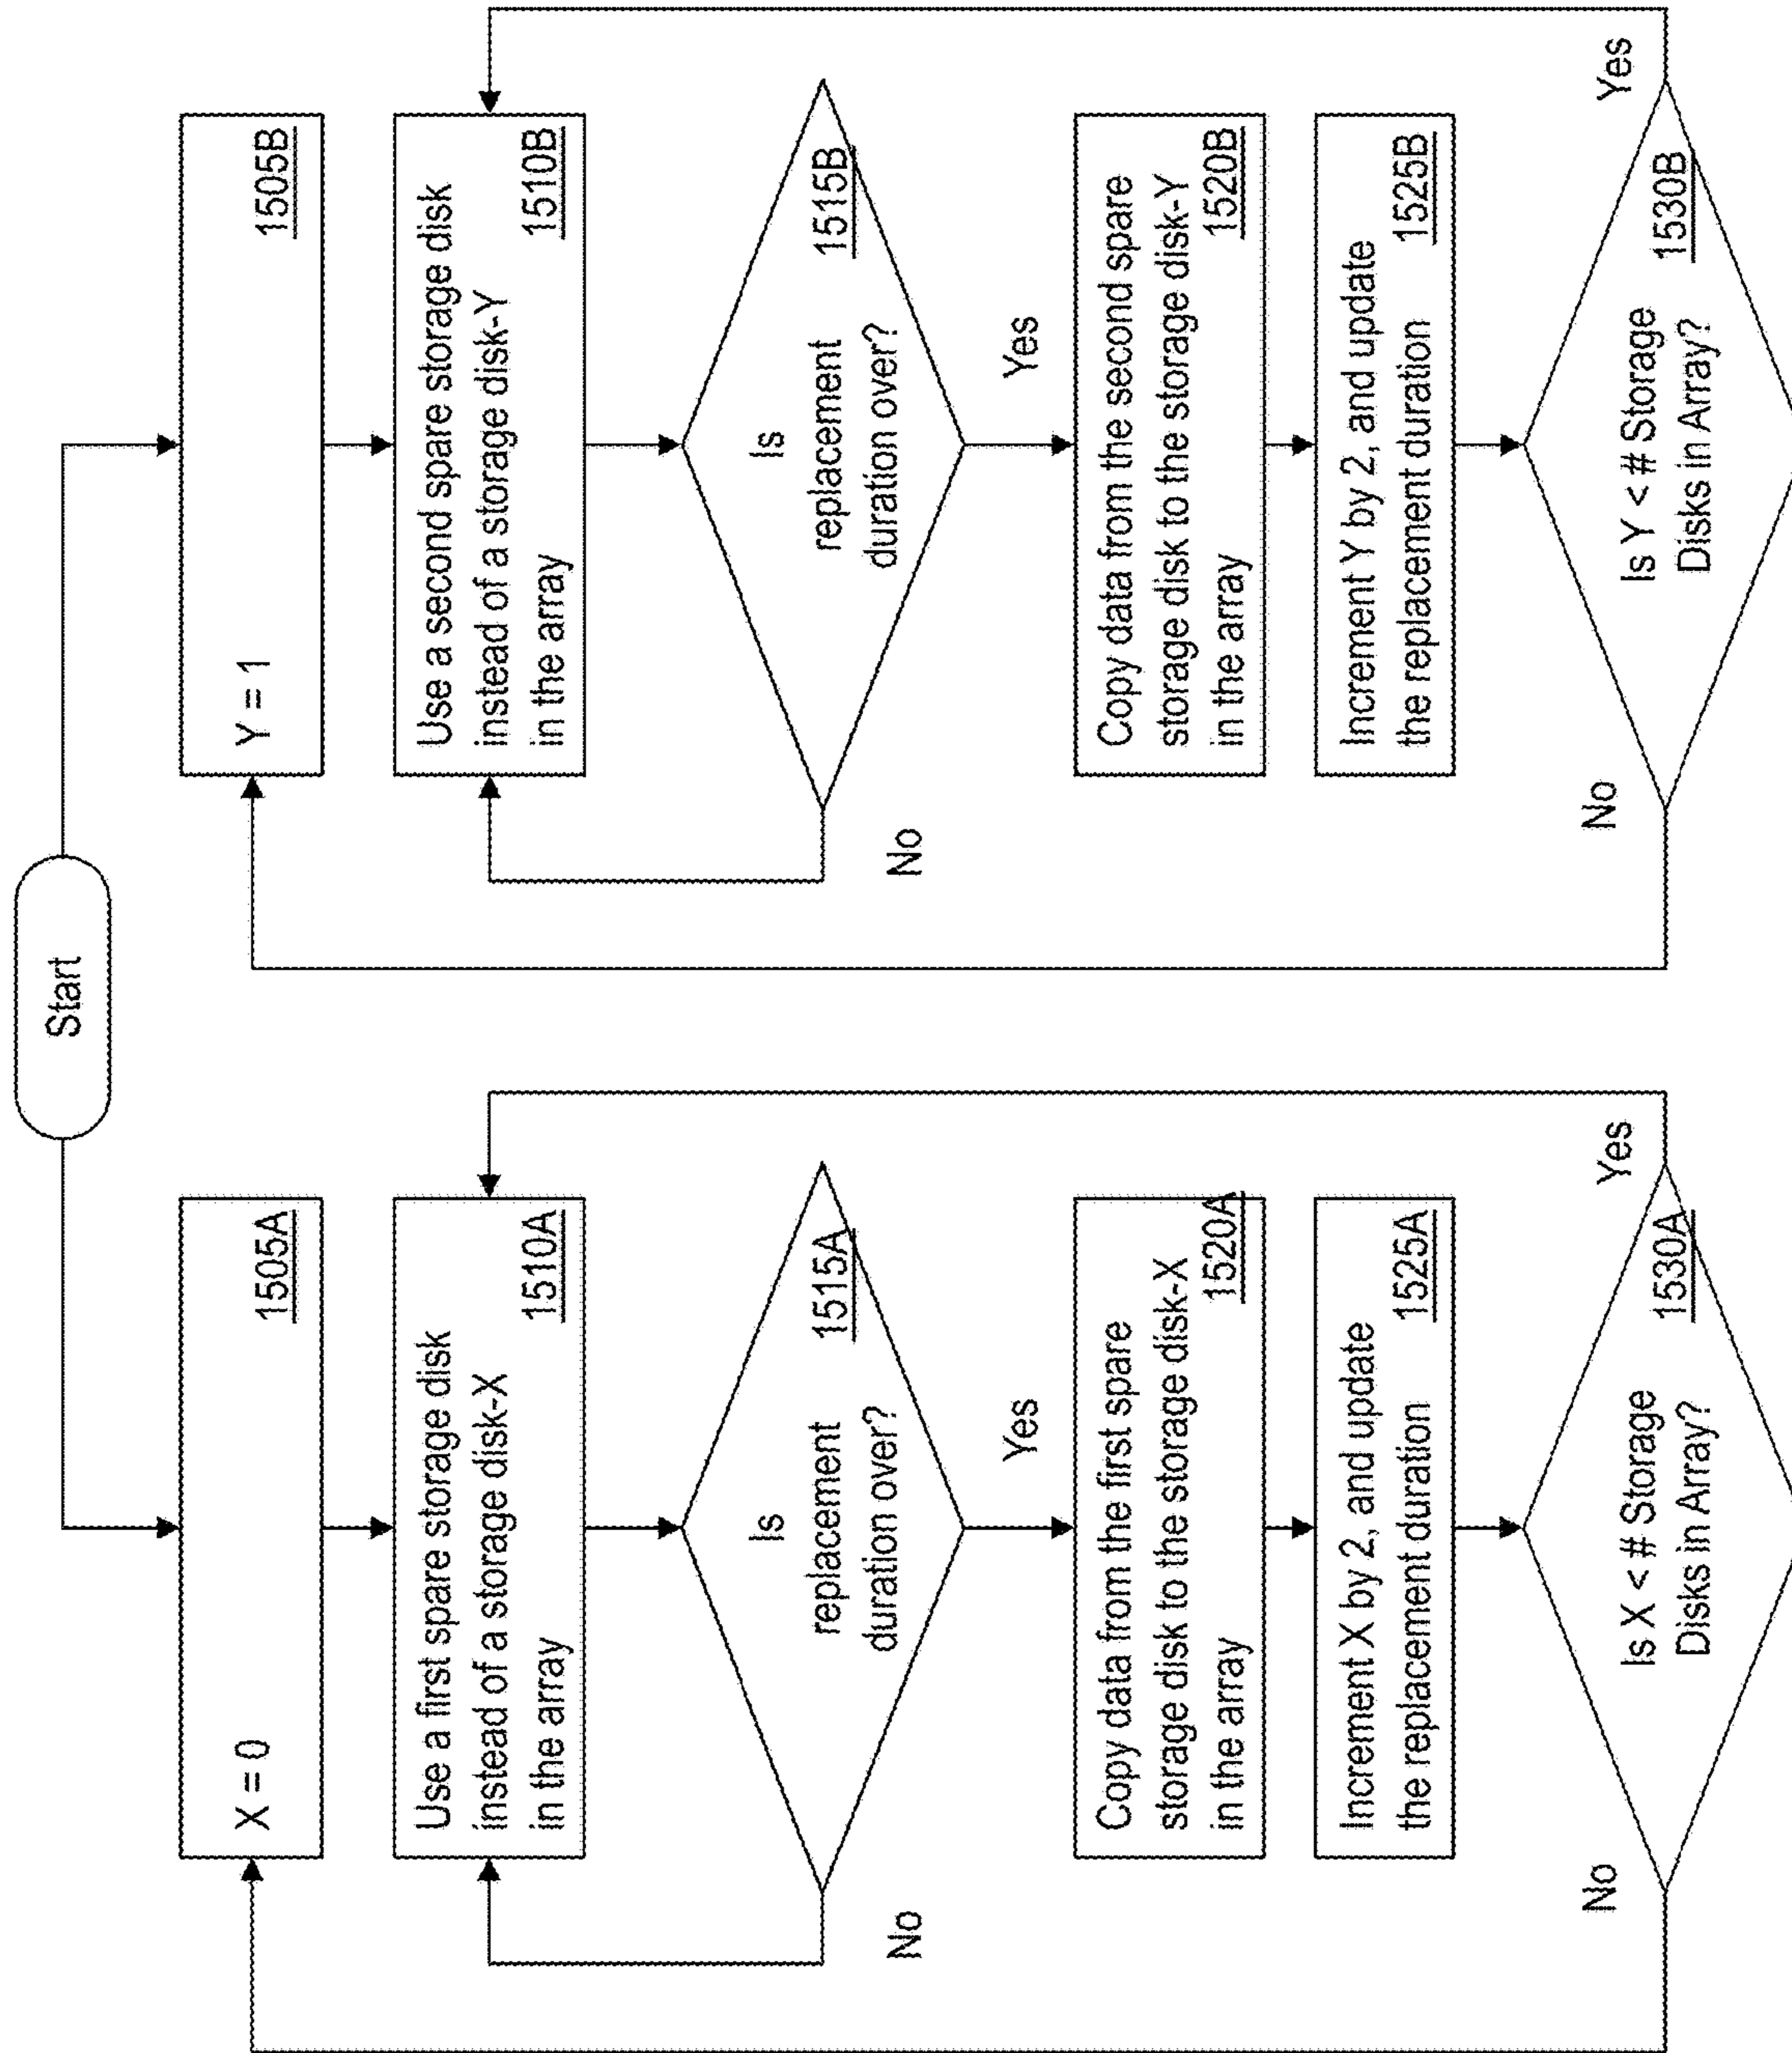 Start
X = 0
1505A
Use a first spare storage disk
instead of a storage disk-X
in the array
1510A
Is
replacement
duration over?
1515A
No
Yes
Copy data from the first spare
storage disk to the storage disk-X
in the array
1520A
Increment X by 2, and update
the replacement duration
1525A
Is X < # Storage
Disks in Array?
1530A
No
Yes
Y = 1
1505B
Use a second spare storage disk
instead of a storage disk-Y
in the array
1510B
Is
replacement
duration over?
1515B
No
Yes
Copy data from the second spare
storage disk to the storage disk-Y
in the array
1520B
Increment Y by 2, and update
the replacement duration
1525B
Is Y < # Storage
Disks in Array?
1530B
No
Yes